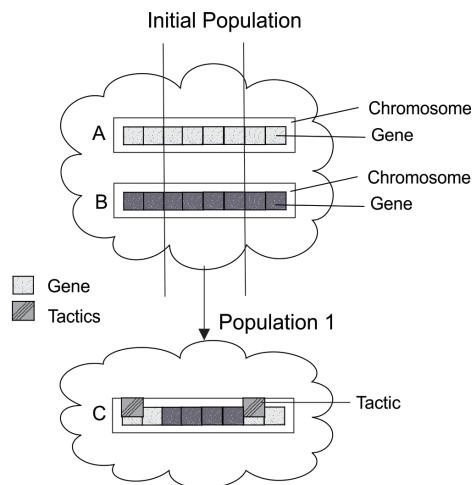 Initial Population
Chromosome
A
Gene
Chromosome
B
Gene
Gene
Tactics
Population 1
C
Tactic